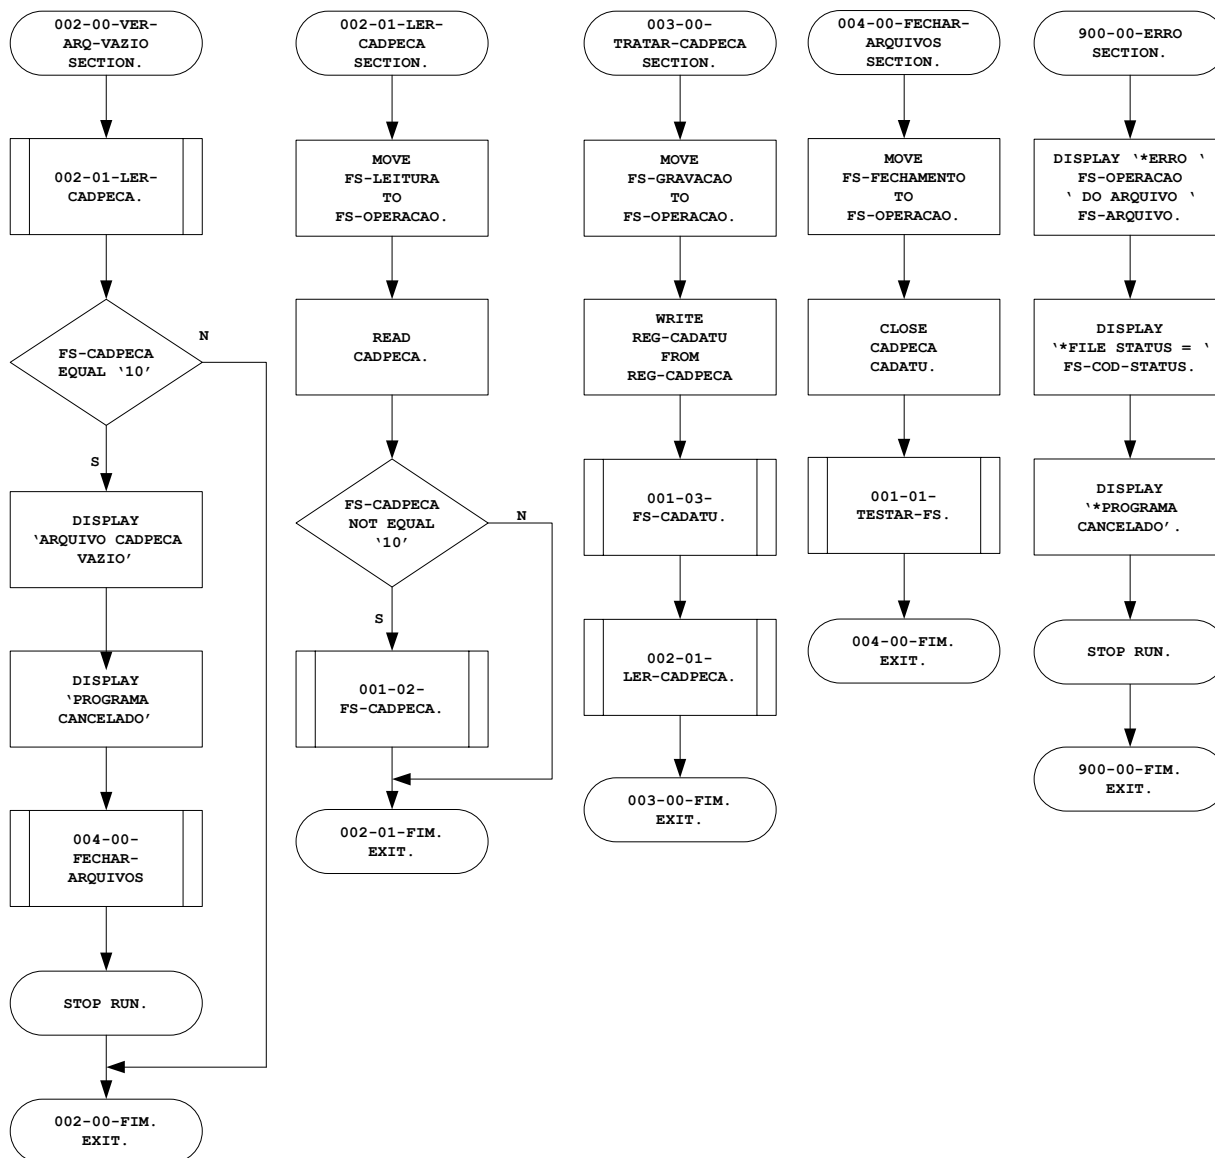 002-00-VER-
ARQ-VAZIO
SECTION.
002-01-LER-
CADPECA.
FS-CADPECA
EQUAL ‘10’
N
S
DISPLAY
‘ARQUIVO CADPECA
VAZIO’
DISPLAY
‘PROGRAMA
CANCELADO’
004-00-
FECHAR-
ARQUIVOS
STOP RUN.
002-00-FIM.
EXIT.
002-01-LER-
CADPECA
SECTION.
MOVE
FS-LEITURA
TO
FS-OPERACAO.
READ
CADPECA.
FS-CADPECA
NOT EQUAL
‘10’
N
S
001-02-
FS-CADPECA.
002-01-FIM.
EXIT.
003-00-
TRATAR-CADPECA
SECTION.
MOVE
FS-GRAVACAO
TO
FS-OPERACAO.
WRITE
REG-CADATU
FROM
REG-CADPECA
001-03-
FS-CADATU.
002-01-
LER-CADPECA.
003-00-FIM.
EXIT.
004-00-FECHAR-
ARQUIVOS
SECTION.
MOVE
FS-FECHAMENTO
TO
FS-OPERACAO.
CLOSE
CADPECA
CADATU.
001-01-
TESTAR-FS.
004-00-FIM.
EXIT.
900-00-ERRO
SECTION.
DISPLAY ‘*ERRO ‘
FS-OPERACAO
‘ DO ARQUIVO ‘
FS-ARQUIVO.
DISPLAY
‘*FILE STATUS = ‘
FS-COD-STATUS.
DISPLAY
‘*PROGRAMA
CANCELADO’.
STOP RUN.
900-00-FIM.
EXIT.